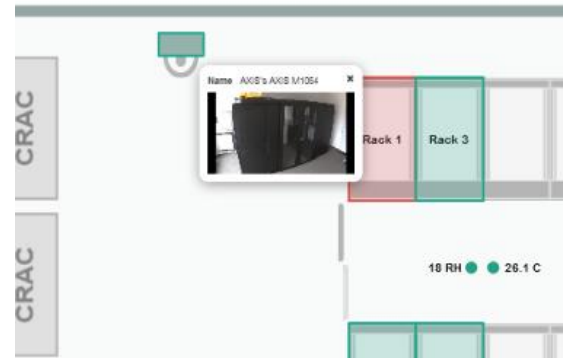 Name AXIS's AXIS M1054 ×
CRAC
Rack 1
Rack 3
18 RH
26.1 C
CRAC